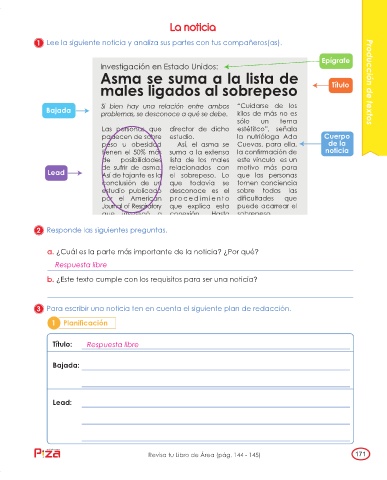 La noticia
1 Lee la siguiente noticia y analiza sus partes con tus compañeros(as).
Producción de textos
Epígrafe
Investigación en Estado Unidos:
Asma se suma a la lista de
males ligados al sobrepeso
Título
Bajada
Si bien hay una relación entre ambos
problemas, se desconoce a qué se debe.
Lead
Las personas que
padecen de sobre
peso u obesidad
tienen el 50% más
de posibilidades
de sufrir de asma.
Así de tajante es la
conclusión de un
estudio publicado
por el American
Journal of Respiratory
director de dicho
estudio.
Así, el asma se
suma a la extensa
lista de los males
relacionados con
el sobrepeso. Lo
que todavía se
desconoce es el
procedimiento
que explica esta
conexión. Hasta
"Cuidarse de los
kilos de más no es
sólo un tema
estético", señala
la nutrióloga Ada
Cuevas, para ella,
la confirmación de
este vínculo es un
motivo más para
que las personas
tomen conciencia
sobre todas las
dificultades que
puede acarrear el
sobrepeso
Cuerpo
de la
noticia
2 Responde las siguientes preguntas.
a. ¿Cuál es la parte más importante de la noticia? ¿Por qué?
Respuesta libre
b. ¿Este texto cumple con los requisitos para ser una noticia?
3 Para escribir una noticia ten en cuenta el siguiente plan de redacción.
1 Planificación
Título: Respuesta libre
Bajada:
Lead:
Pizza
Revisa tu Libro de Área (pág. 144 - 145)
171